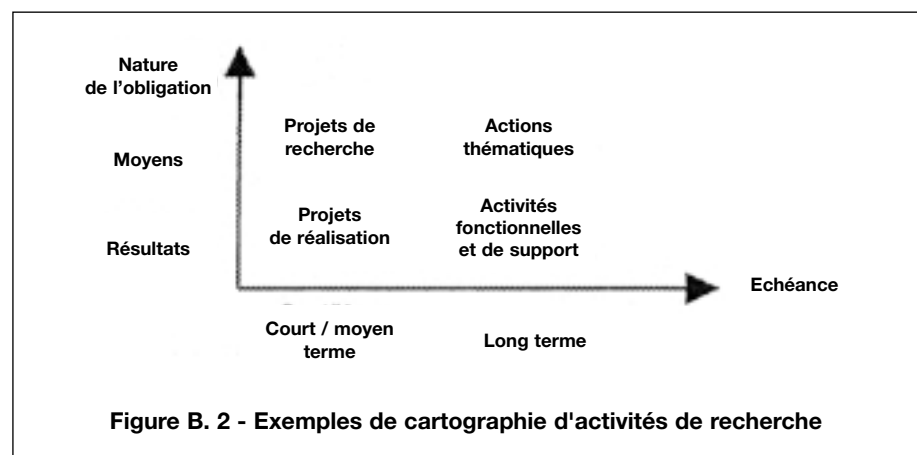 Nature
de l'obligation
Projets de
recherche
Actions
thématiques
Moyens
Projets
de réalisation
Activités
fonctionnelles
et de support
Résultats
Echéance
Court / moyen
terme
Long terme
Figure B. 2 - Exemples de cartographie d'activités de recherche